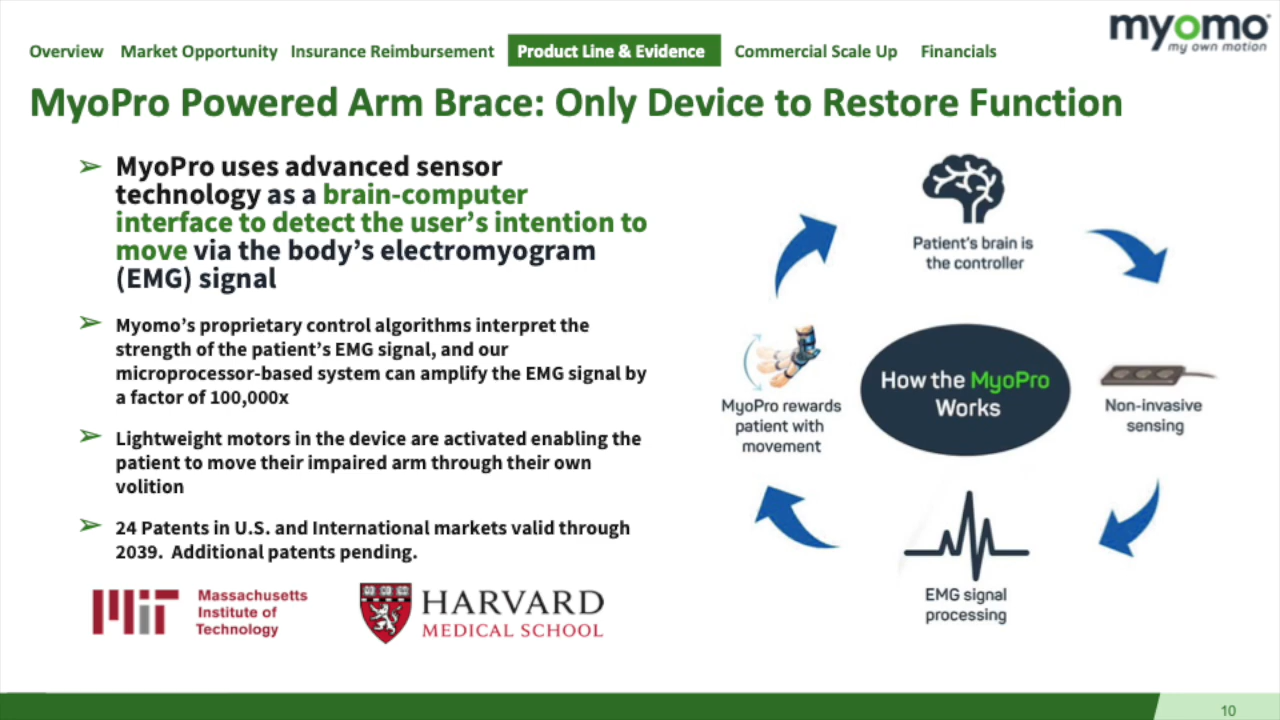 myomo
my own motion
Overview Market Opportunity Insurance Reimbursement Product Line & Evidence Commercial Scale Up Financials
MyoPro Powered Arm Brace: Only Device to Restore Function
➢ MyoPro uses advanced sensor
technology as a brain-computer
interface to detect the user’s intention to
move via the body’s electromyogram
(EMG) signal
➢ Myomo’s proprietary control algorithms interpret the
strength of the patient’s EMG signal, and our
microprocessor-based system can amplify the EMG signal by
a factor of 100,000x
➢ Lightweight motors in the device are activated enabling the
patient to move their impaired arm through their own
volition
➢ 24 Patents in U.S. and International markets valid through
2039. Additional patents pending.
MIT
Massachusetts
Institute of
Technology
HARVARD
MEDICAL SCHOOL
Patient’s brain is
the controller
Non-invasive
sensing
EMG signal
processing
MyoPro rewards
patient with
movement
How the MyoPro
Works
10